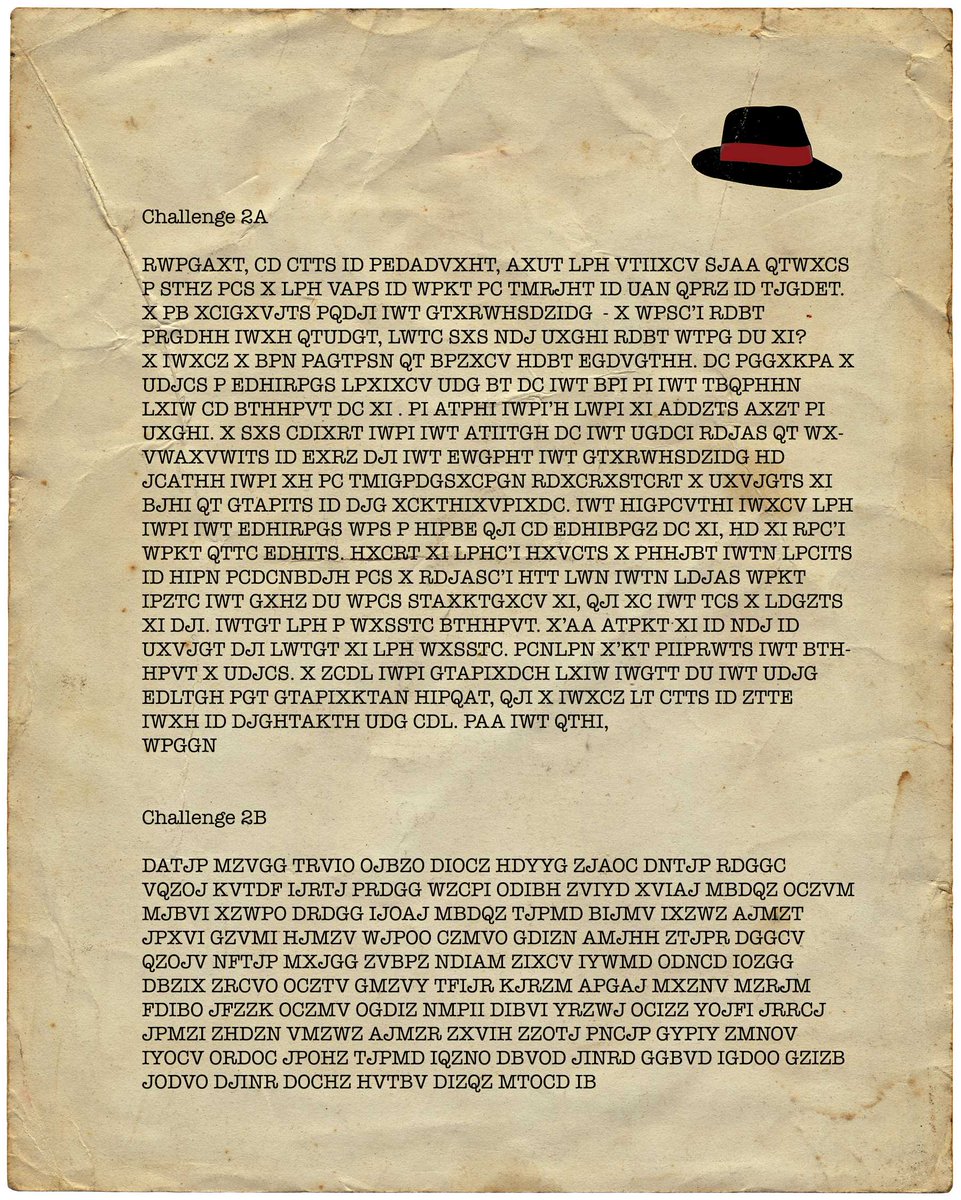 Challenge 2A
RWPGAXT, CD CTTS ID PEDADVXHT, AXUT LPH VTIIXCV SJAA QTWXCS
P STHZ PCS X LPH VAPS ID WPKT PC TMRJHT ID UAN QPRZ ID TJGDET.
X PB XCIGXVJTS PQDJI IWT GTXRWHSDZIDG - X WPSC’I RDBT
PRGDHH IWXH QTUDGT, LWTC SXS NDJ UXGHI RDBT WTPG DU XI?
X IWXCZ X BPN PAGTPSN QT BPZXCV HDBT EGDVGTHH. DC PGGXKPA X
UDJCS P EDHIRPGS LPXIXCV UDG BT DC IWT BPI PI IWT TBQPHHN
LXIW CD BTHHPVT DC XI . PI ATPHI IWPI’H LWPI XI ADDZTS AXZT PI
UXGHI. X SXS CDIXRT IWPI IWT ATIITGH DC IWT UGDCI RDJAS QT WX-
VWAXVWITS ID EXRZ DJI IWT EWGPHT IWT GTXRWHSDZIDG HD
JCATHH IWPI XH PC TMIGPDGSXCPGN RDXCRXSTCRT X UXVJGTS XI
BJHI QT GTAPITS ID DJG XCKTHIXVPIXDC. IWT HIGPCVTHI IWXCV LPH
IWPI IWT EDHIRPGS WPS P HIPBE QJI CD EDHIBPGZ DC XI, HD XI RPC’I
WPKT QTTC EDHITS. HXCRT XI LPHC’I HXVCTS X PHHJBT IWTN LPCITS
ID HIPN PCDCNBDJH PCS X RDJASC’I HTT LWN IWTN LDJAS WPKT
IPZTC IWT GXHZ DU WPCS STAXKTGXCV XI, QJI XC IWT TCS X LDGZTS
XI DJI. IWTGT LPH P WXSSTC BTHHPVT. X’AA ATPKT XI ID NDJ ID
UXVJGT DJI LWTGT XI LPH WXSSTC. PCNLPN X’KT PIIPRWTS IWT BTH-
HPVT X UDJCS. X ZCDL IWPI GTAPIXDCH LXIW IWGTT DU IWT UDJG
EDLTGH PGT GTAPIXKTAN HIPQAT, QJI X IWXCZ LT CTTS ID ZTTE
IWXH ID DJGHTAKTH UDG CDL. PAA IWT QTHI,
WPGGN
Challenge 2B
DATJP MZVGG TRVIO OJBZO DIOCZ HDYYG ZJAOC DNTJP RDGGC
VQZOJ KVTDF IJRTJ PRDGG WZCPI ODIBH ZVIYD XVIAJ MBDQZ OCZVM
MJBVI XZWPO DRDGG IJOAJ MBDQZ TJPMD BIJMV IXZWZ AJMZT
JPXVI GZVMI HJMZV WJPOO CZMVO GDIZN AMJHH ZTJPR DGGCV
QZOJV NFTJP MXJGG ZVBPZ NDIAM ZIXCV IYWMD ODNCD IOZGG
DBZIX ZRCVO OCZTV GMZVY TFIJR KJRZM APGAJ MXZNV MZRJM
FDIBO JFZZK OCZMV OGDIZ NMPII DIBVI YRZWJ OCIZZ YOJFI JRRCJ
JPMZI ZHDZN VMZWZ AJMZR ZXVIH ZZOTJ PNCJP GYPIY ZMNOV
IYOCV ORDOC JPOHZ TJPMD IQZNO DBVOD JINRD GGBVD IGDOO GZIZB
JODVO DJINR DOCHZ HVTBV DIZQZ MTOCD IB